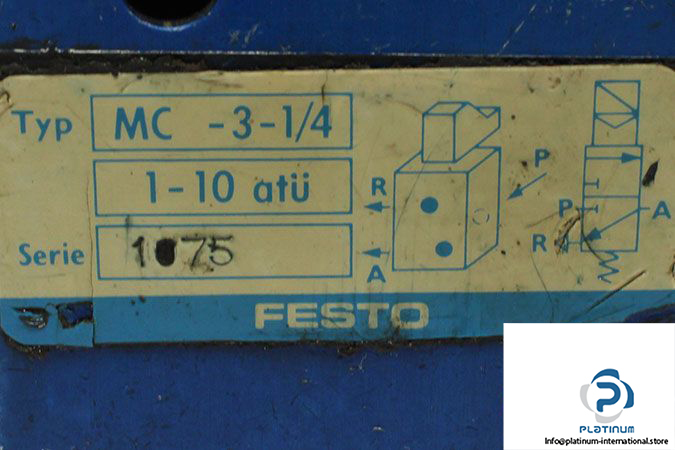 Typ MC -3-1/4
1-10 atü
Serie
R P
A
P A
R
FESTO
PLATINUM
Info@platinum-international.store